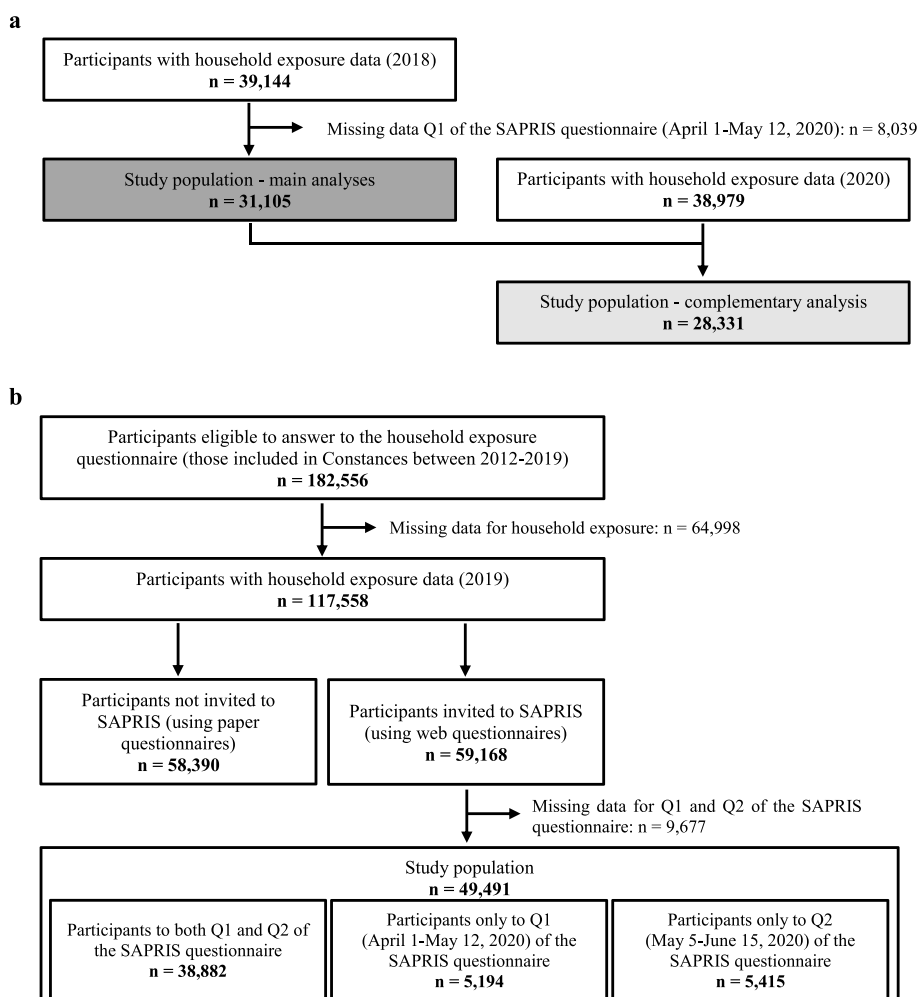 a
Participants with household exposure data (2018)
n = 39,144
Missing data Q1 of the SAPRIS questionnaire (April 1-May 12, 2020): n = 8,039
Study population - main analyses
n = 31,105
Participants with household exposure data (2020)
n = 38,979
Study population - complementary analysis
n = 28,331
b
Participants eligible to answer to the household exposure
questionnaire (those included in Constances between 2012-2019)
n = 182,556
Missing data for household exposure: n = 64,998
Participants with household exposure data (2019)
n = 117,558
Participants not invited to
SAPRIS (using paper
questionnaires)
n = 58,390
Participants invited to SAPRIS
(using web questionnaires)
n = 59,168
Missing data for Q1 and Q2 of the SAPRIS
questionnaire: n = 9,677
Study population
n = 49,491
Participants to both Q1 and Q2 of
the SAPRIS questionnaire
n = 38,882
Participants only to Q1
(April 1-May 12, 2020) of the
SAPRIS questionnaire
n = 5,194
Participants only to Q2
(May 5-June 15, 2020) of the
SAPRIS questionnaire
n = 5,415